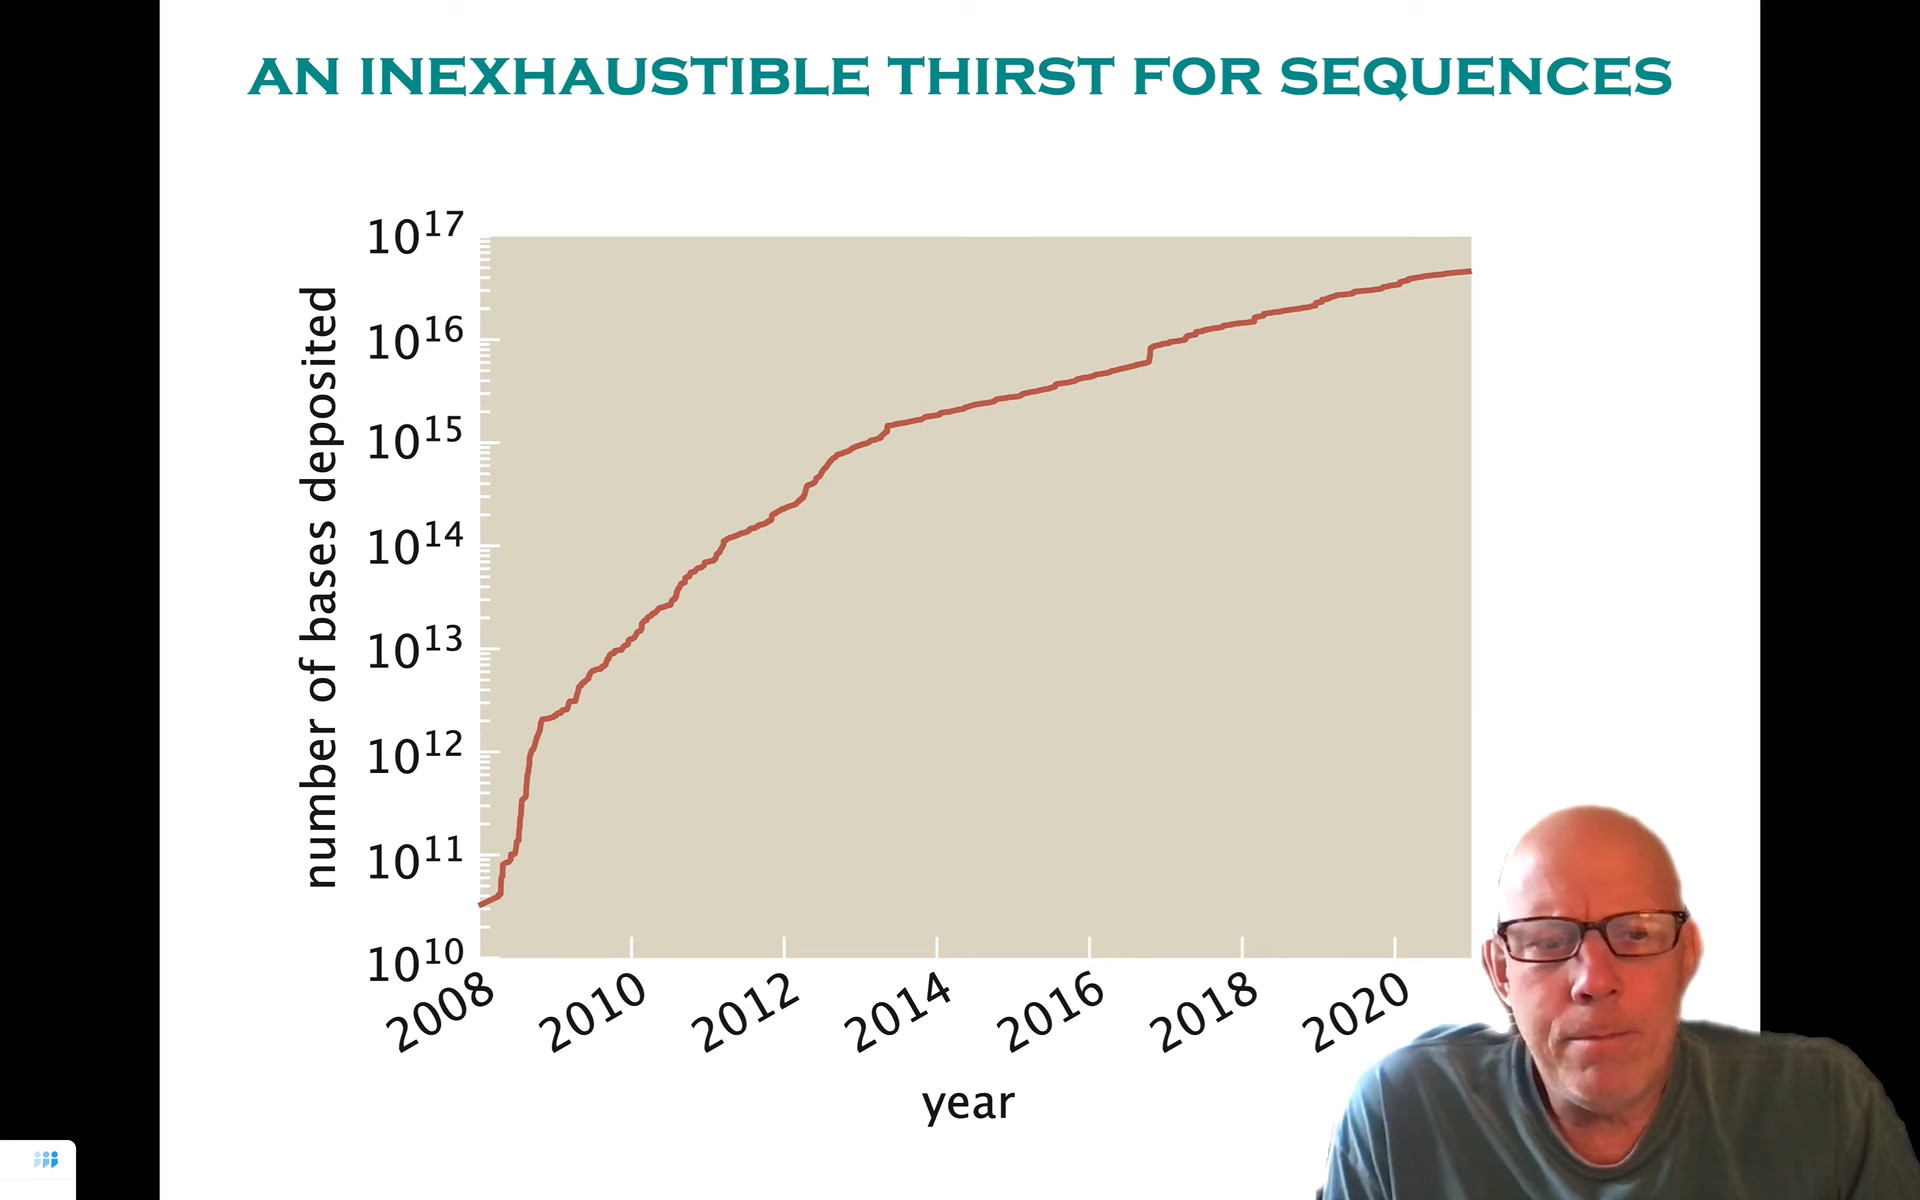 AN INEXHAUSTIBLE THIRST FOR SEQUENCES
number of bases deposited
10^17
10^16
10^15
10^14
10^13
10^12
10^11
10^10
2008 2010 2012 2014 2016 2018 2020
year